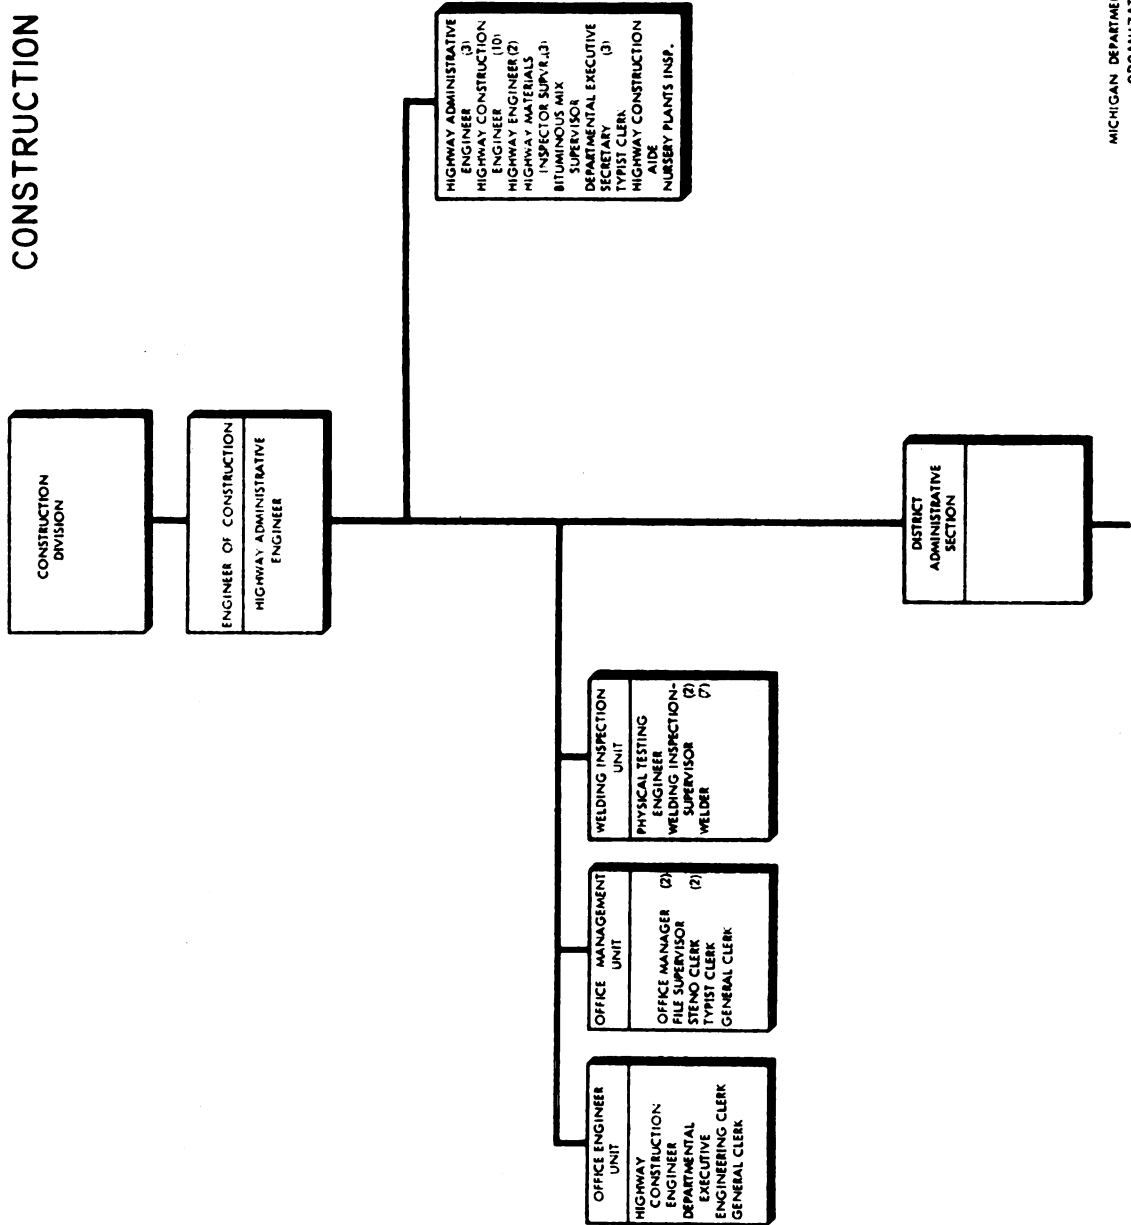 CONSTRUCTION
CONSTRUCTION
DIVISION
ENGINEER OF CONSTRUCTION
HIGHWAY ADMINISTRATIVE
ENGINEER
HIGHWAY ADMINISTRATIVE
ENGINEER (3)
HIGHWAY CONSTRUCTION
ENGINEER (10)
HIGHWAY ENGINEER (2)
HIGHWAY MATERIALS
INSPECTOR SUPVR.(3)
BITUMINOUS MIX
SUPERVISOR
DEPARTMENTAL EXECUTIVE
SECRETARY (3)
TYPIST CLERK
HIGHWAY CONSTRUCTION
AIDE
NURSERY PLANTS INSP.
OFFICE ENGINEER
UNIT
HIGHWAY
CONSTRUCTION
ENGINEER
DEPARTMENTAL
EXECUTIVE
ENGINEERING CLERK
GENERAL CLERK
OFFICE MANAGEMENT
UNIT
OFFICE MANAGER (2)
FILE SUPERVISOR
STENO CLERK (2)
TYPIST CLERK
GENERAL CLERK
WELDING INSPECTION
UNIT
PHYSICAL TESTING
ENGINEER
WELDING INSPECTION-
SUPERVISOR (2)
WELDER (7)
DISTRICT
ADMINISTRATIVE
SECTION
MICHIGAN DEPARTME